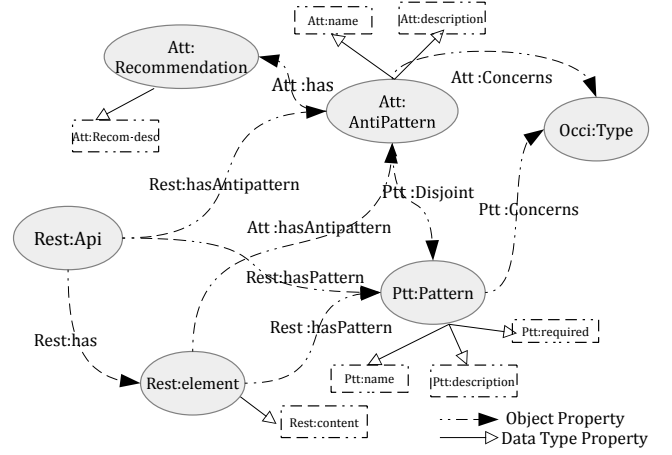 Att:name
Att:description
Att:
Recommendation
Att :has
Att :Concerns
Att:
AntiPattern
Occi:Type
Att:Recom-desc
Rest:hasAntipattern
Ptt :Disjoint
Ptt :Concerns
Att :hasAntipattern
Rest:Api
Rest:hasPattern
Ptt:Pattern
Rest :hasPattern
Ptt:required
Rest:has
Rest:element
Ptt:name
Ptt:description
Rest:content
Object Property
Data Type Property